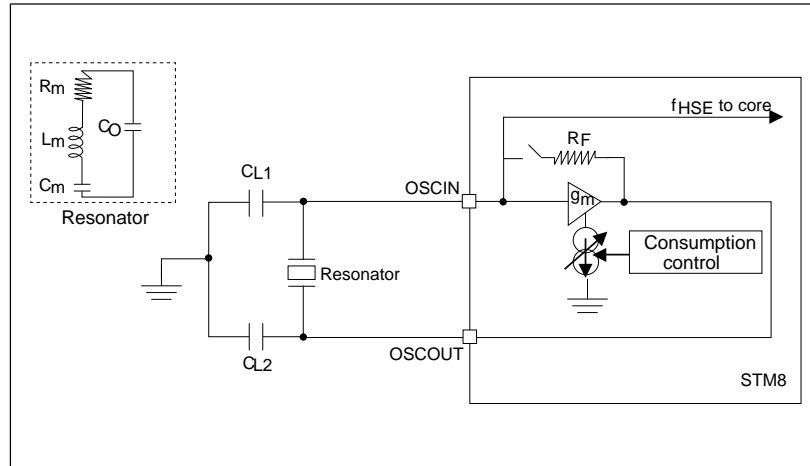 Rm
Lm
CO
Cm
Resonator
CL1
CL2
Resonator
OSCIN
OSCOUT
fHSE to core
RF
gm
Consumption
control
STM8